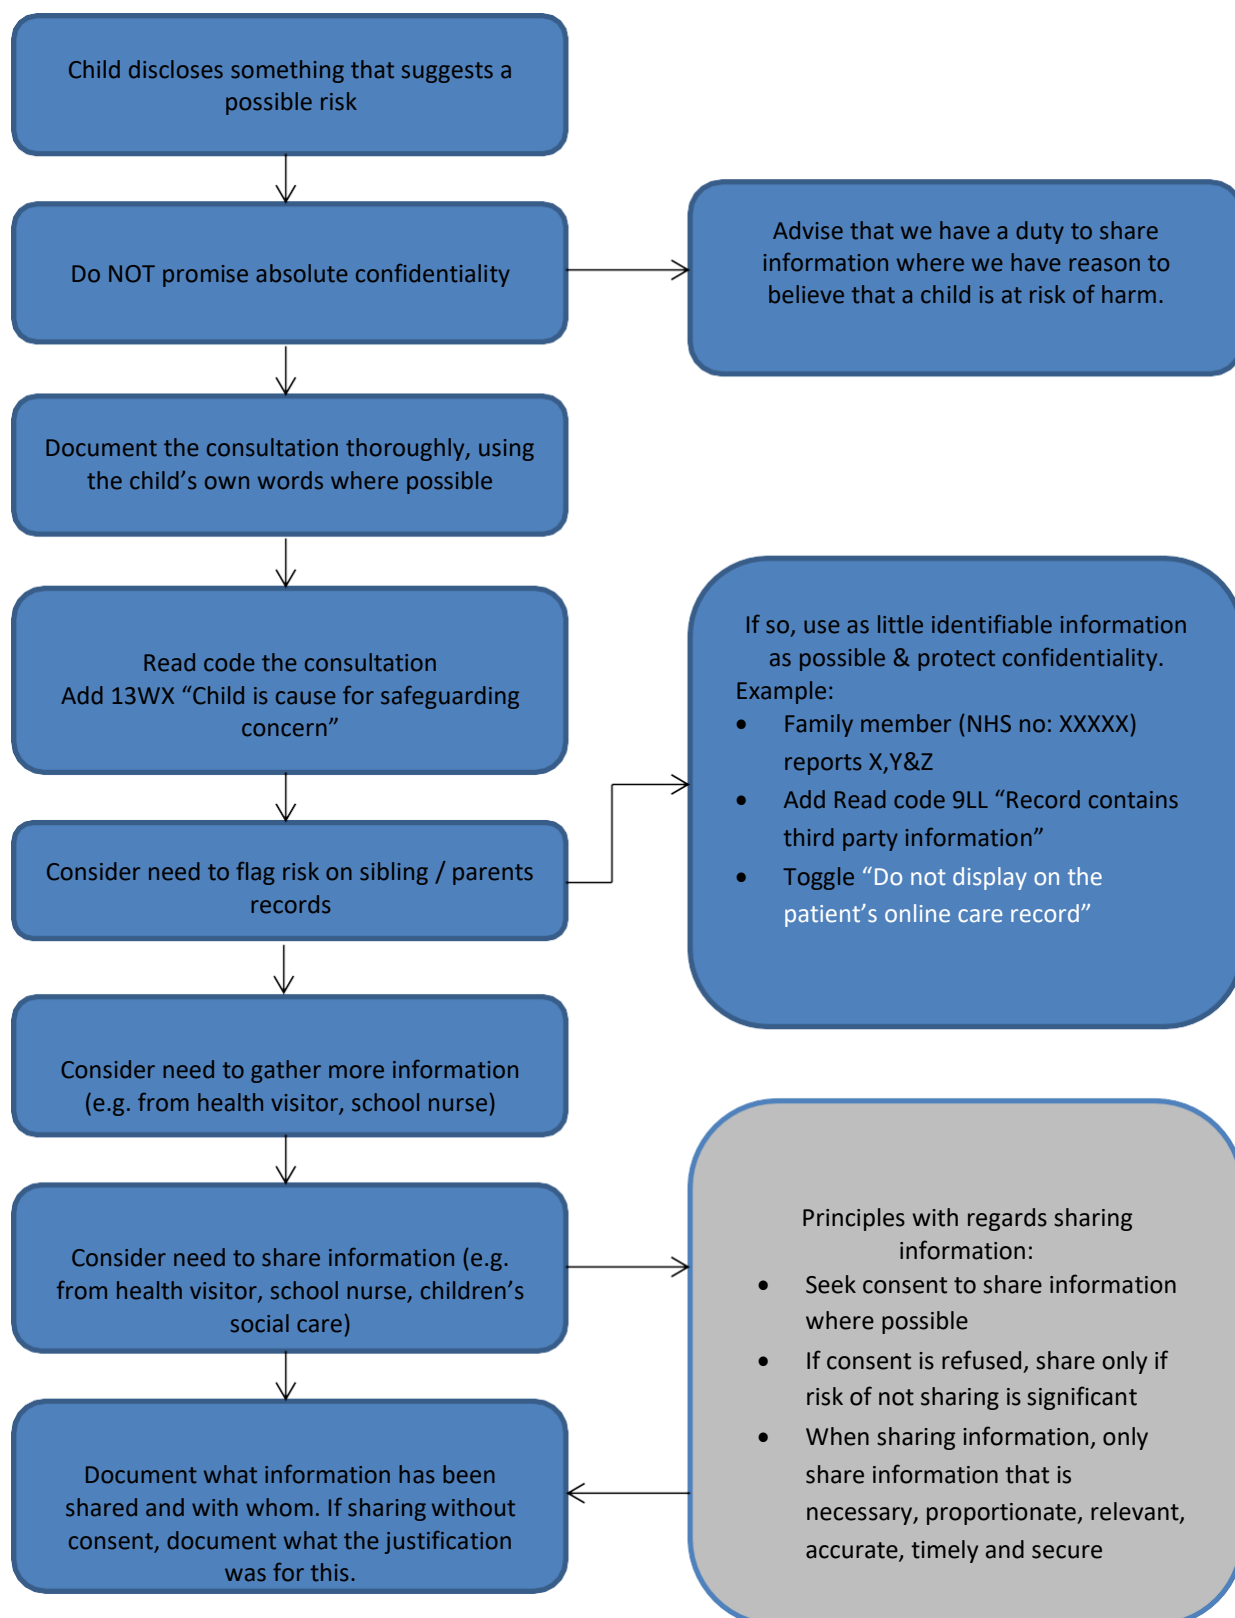 Child discloses something that suggests a
possible risk
Do NOT promise absolute confidentiality
Advise that we have a duty to share
information where we have reason to
believe that a child is at risk of harm.
Document the consultation thoroughly, using
the child’s own words where possible
Read code the consultation
Add 13WX “Child is cause for safeguarding
concern”
Consider need to flag risk on sibling / parents
records
If so, use as little identifiable information
as possible & protect confidentiality.
Example:
• Family member (NHS no: XXXXX)
reports X,Y&Z
• Add Read code 9LL “Record contains
third party information”
• Toggle “Do not display on the
patient’s online care record”
Consider need to gather more information
(e.g. from health visitor, school nurse)
Consider need to share information (e.g.
from health visitor, school nurse, children’s
social care)
Principles with regards sharing
information:
• Seek consent to share information
where possible
• If consent is refused, share only if
risk of not sharing is significant
• When sharing information, only
share information that is
necessary, proportionate, relevant,
accurate, timely and secure
Document what information has been
shared and with whom. If sharing without
consent, document what the justification
was for this.